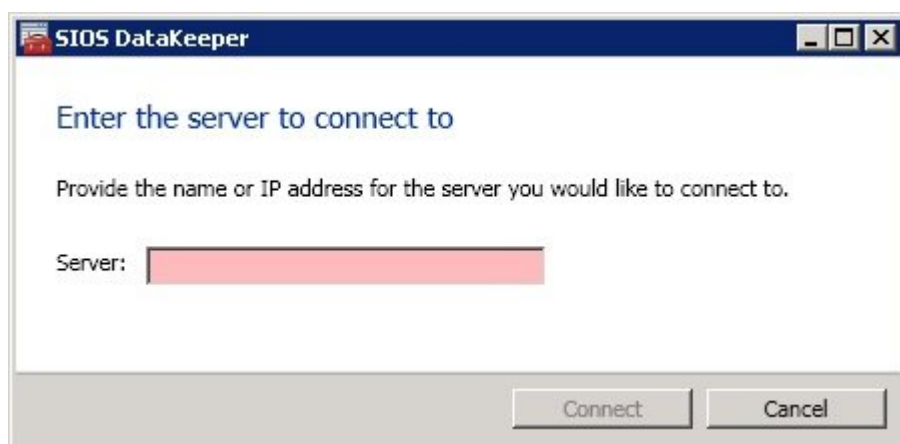 SIOS DataKeeper
Enter the server to connect to
Provide the name or IP address for the server you would like to connect to.
Server:
Connect Cancel